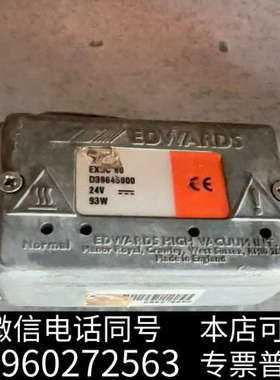 EDWARDS
EXDC 80
D39645000
24V
93W
CE
Normal
EDWARDS HIGH VACUUM INT.
Manor Royal, Crawley, West Sussex,
Made in England
微信电话同号
本店可
960272563
专票普